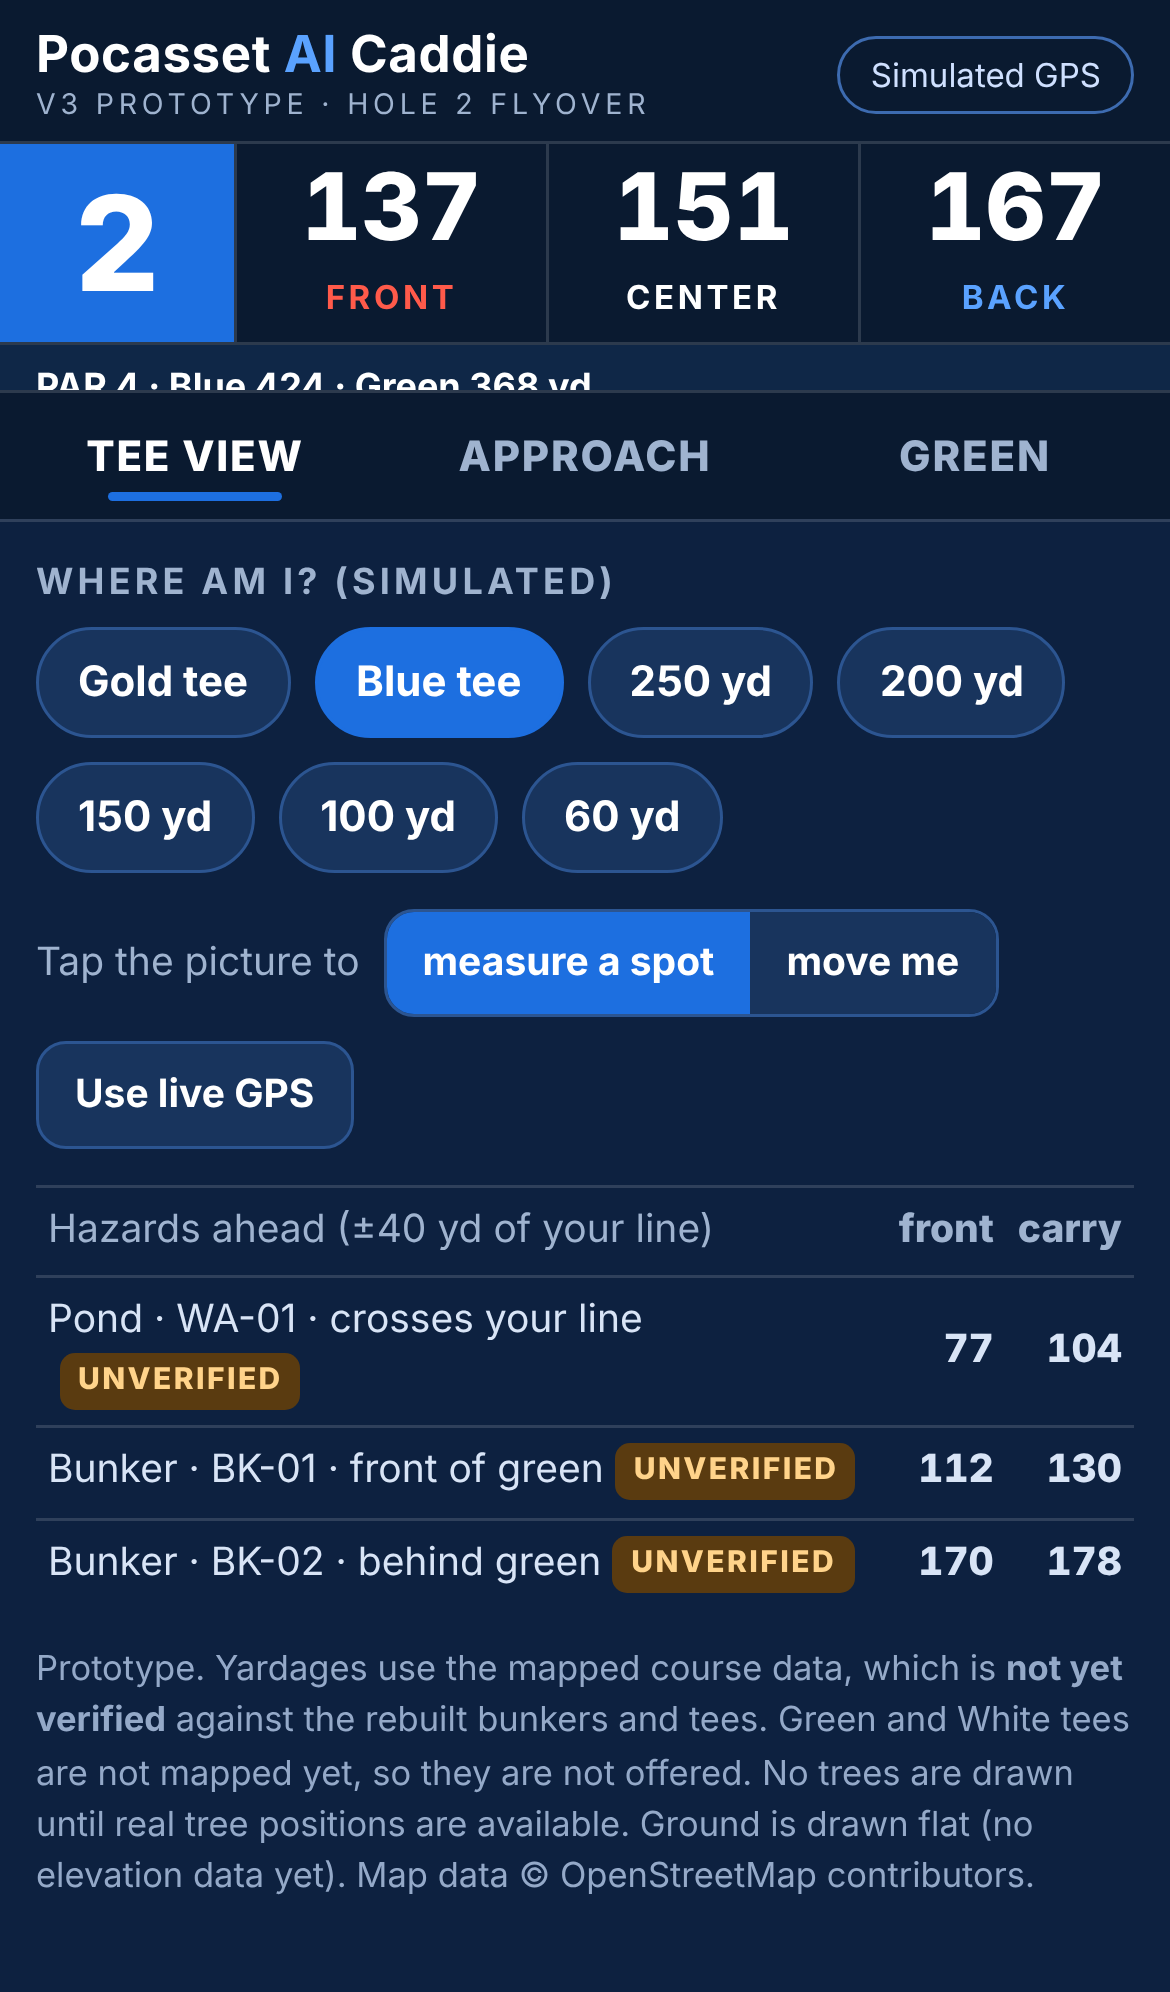 Pocasset AI Caddie
V3 PROTOTYPE · HOLE 2 FLYOVER
Simulated GPS
2
137
FRONT
151
CENTER
167
BACK
PAR 4 · Blue 424 · Green 368 yd
TEE VIEW
APPROACH
GREEN
WHERE AM I? (SIMULATED)
Gold tee
Blue tee
250 yd
200 yd
150 yd
100 yd
60 yd
Tap the picture to
measure a spot
move me
Use live GPS
Hazards ahead (±40 yd of your line) front carry
Pond · WA-01 · crosses your line
UNVERIFIED
77 104
Bunker · BK-01 · front of green UNVERIFIED 112 130
Bunker · BK-02 · behind green UNVERIFIED 170 178
Prototype. Yardages use the mapped course data, which is not yet
verified against the rebuilt bunkers and tees. Green and White tees
are not mapped yet, so they are not offered. No trees are drawn
until real tree positions are available. Ground is drawn flat (no
elevation data yet). Map data © OpenStreetMap contributors.